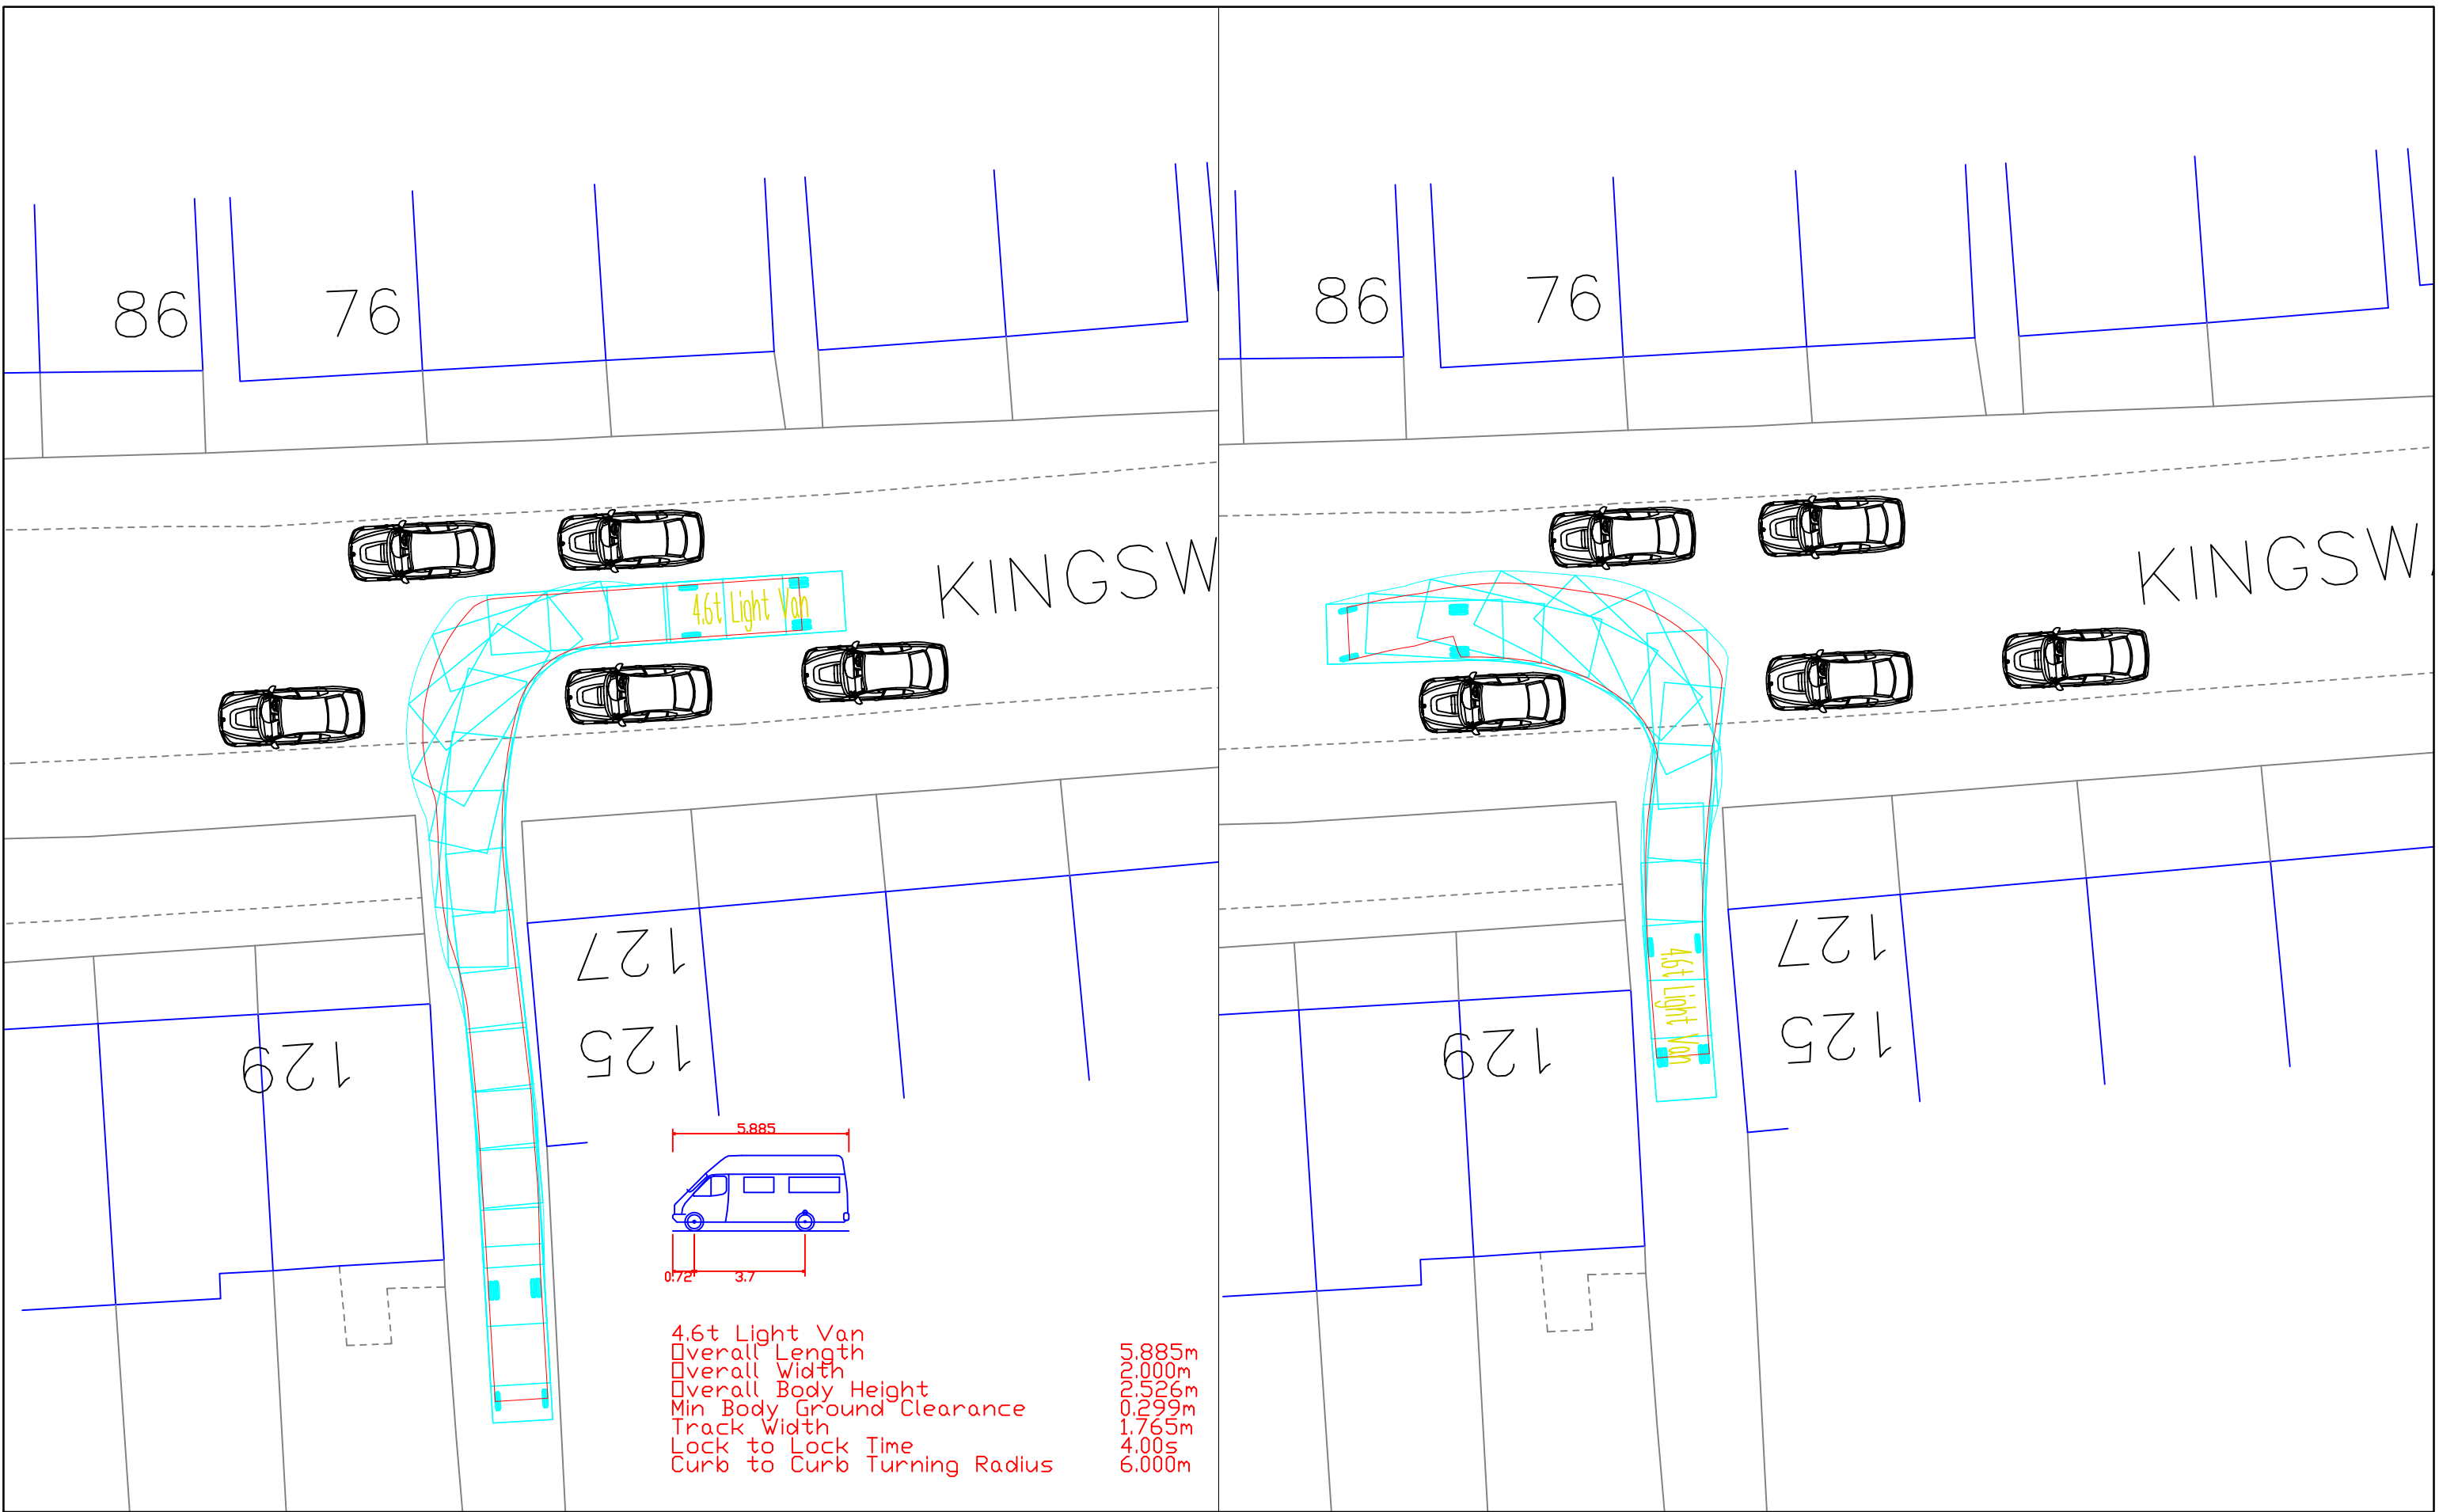 86
76
4.6t Light Van
KINGSW
127
125
129
5.885
0.72
3.7
4.6t Light Van
Overall Length 5.885m
Overall Width 2.000m
Overall Body Height 2.526m
Min Body Ground Clearance 0.299m
Track Width 1.765m
Lock to Lock Time 4.00s
Curb to Curb Turning Radius 6.000m
86
76
KINGSW
4.6t Light Van
127
125
129